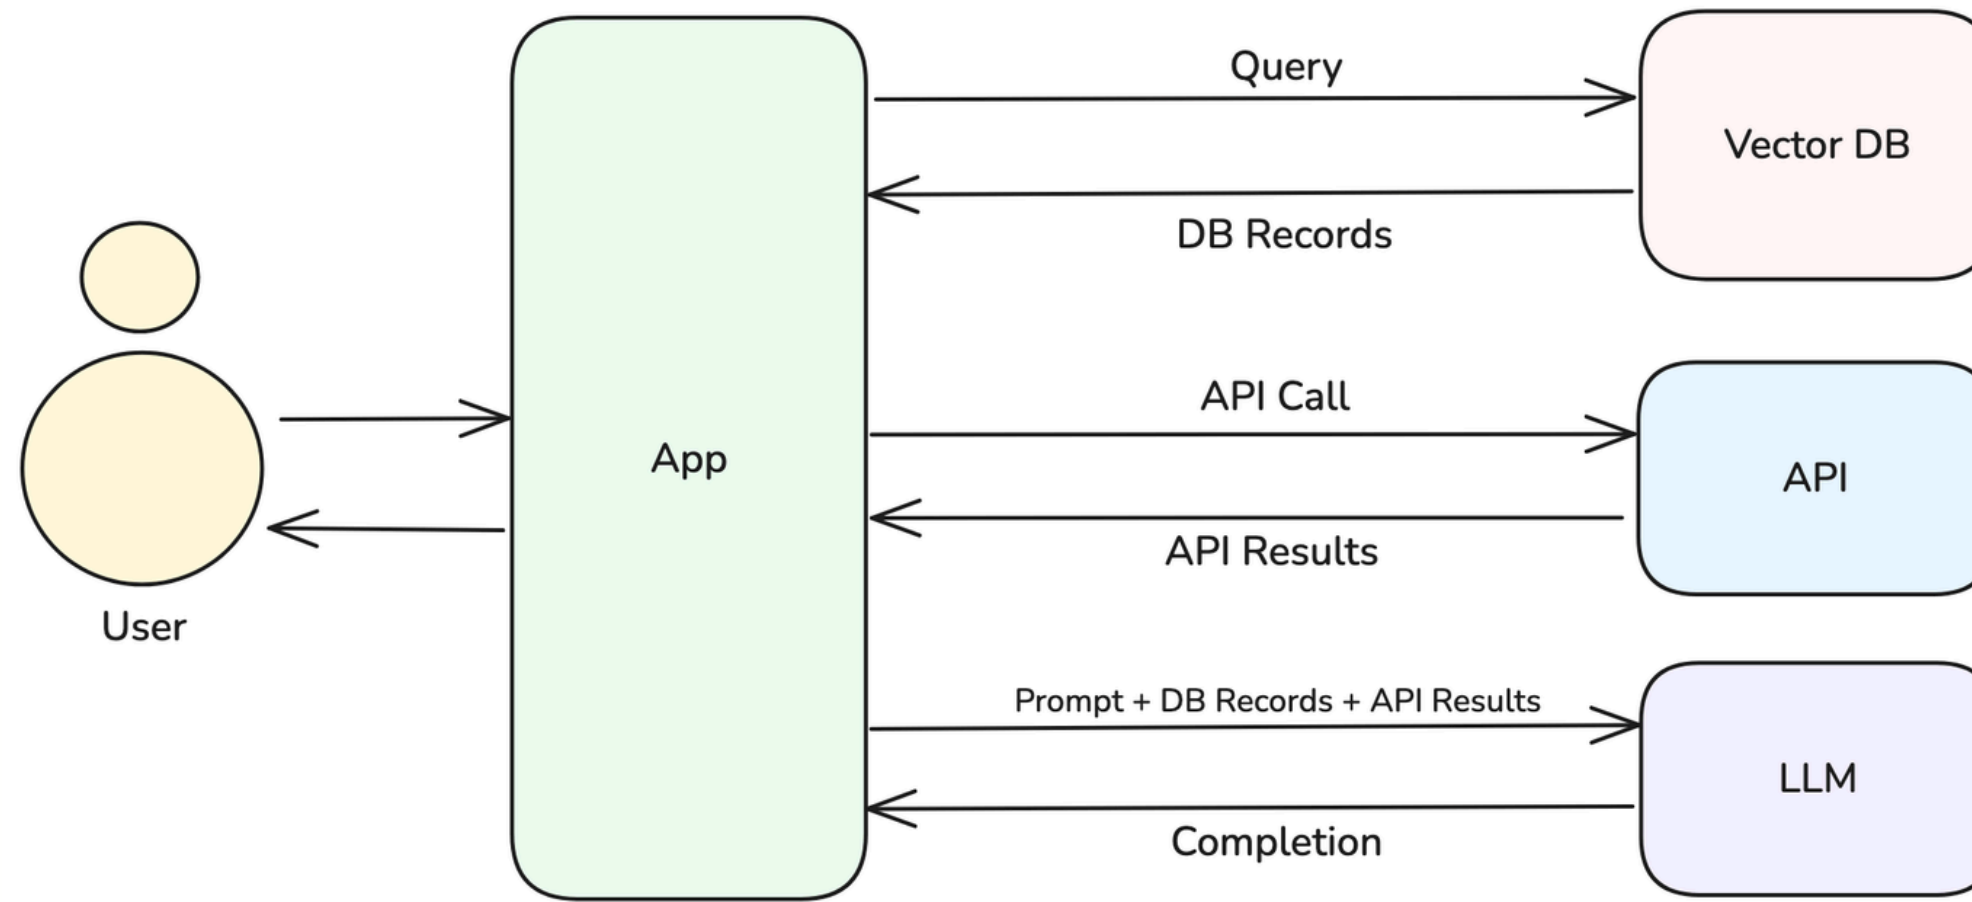 Query
Vector DB
DB Records
API Call
App
API
API Results
User
Prompt + DB Records + API Results
LLM
Completion